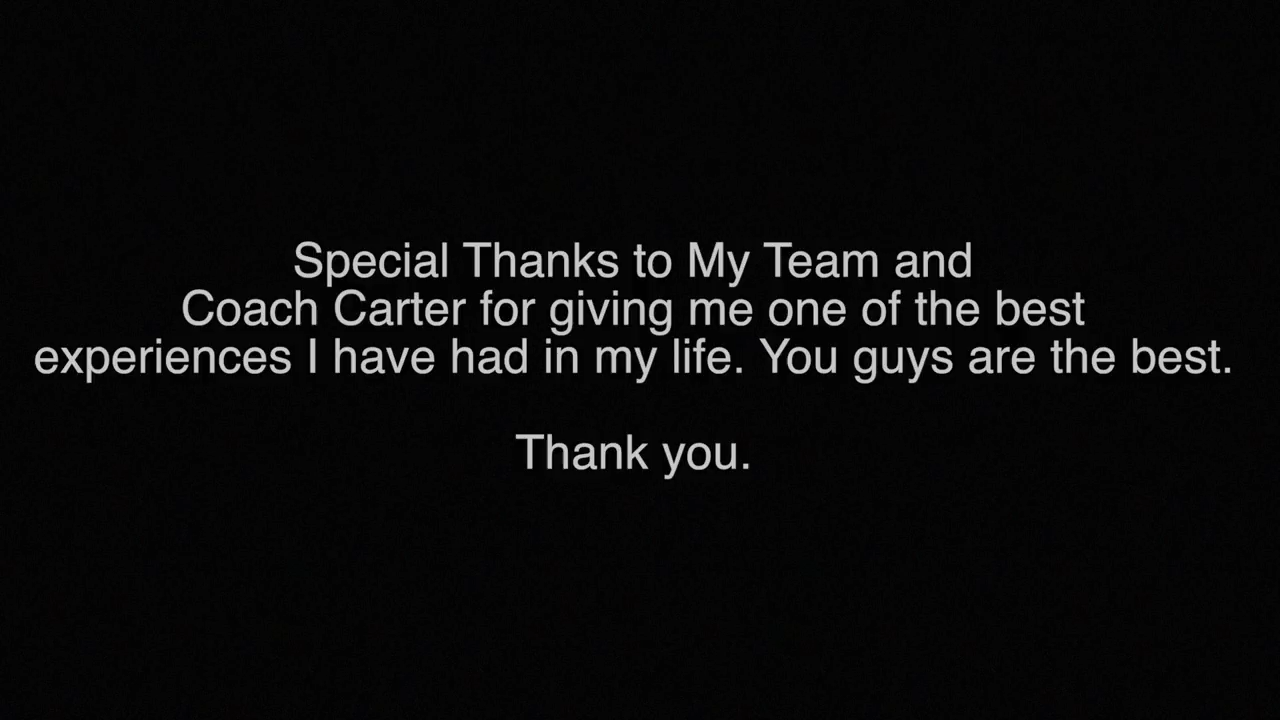 Special Thanks to My Team and
Coach Carter for giving me one of the best
experiences I have had in my life. You guys are the best.
Thank you.